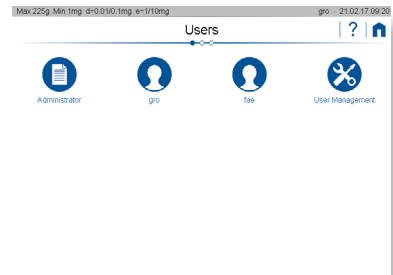 Max 225g Min 1mg d=0.01/0.1mg e=1/10mg gro - 21.02.17 09:20
Users ?
Administrator gro fae User Management